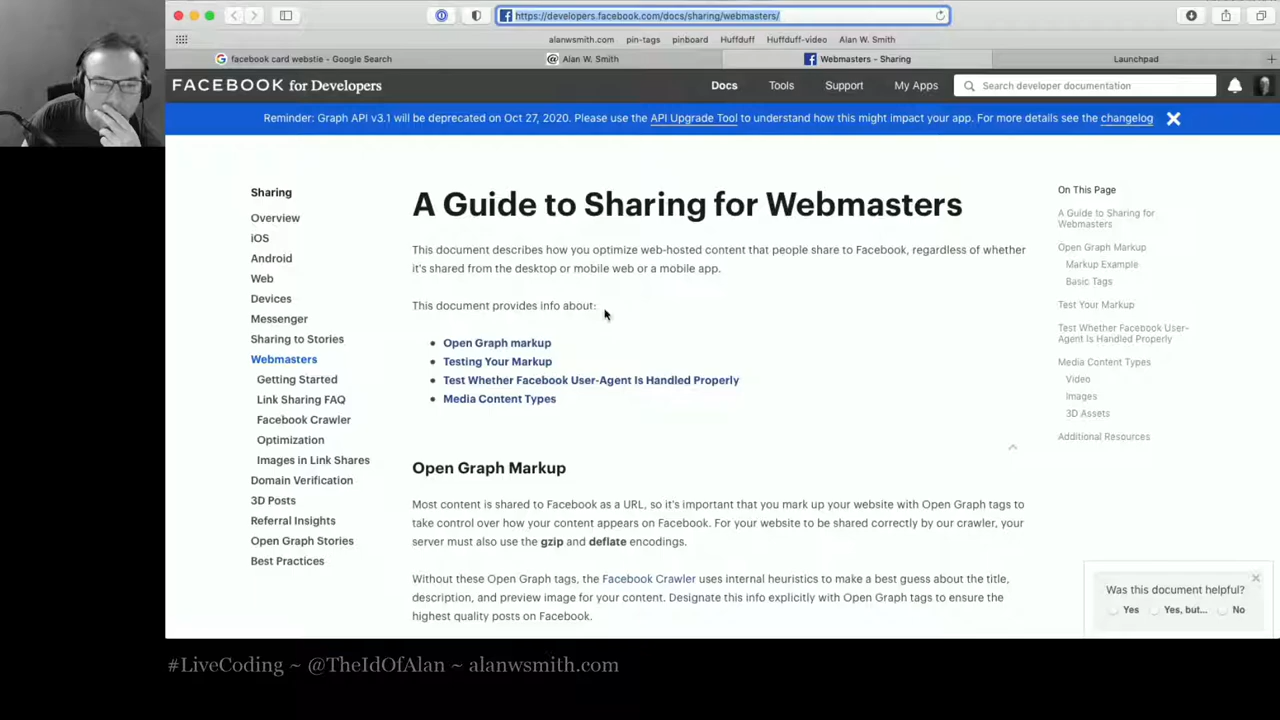 https://developers.facebook.com/docs/sharing/webmasters/
alanwsmith.com pin-tags pinboard Huffduff Huffduff-video Alan W. Smith
facebook card webstie - Google Search
Alan W. Smith
Webmasters - Sharing
Launchpad
FACEBOOK for Developers
Docs Tools Support My Apps
Search developer documentation
Reminder: Graph API v3.1 will be deprecated on Oct 27, 2020. Please use the API Upgrade Tool to understand how this might impact your app. For more details see the changelog
Sharing
Overview
iOS
Android
Web
Devices
Messenger
Sharing to Stories
Webmasters
Getting Started
Link Sharing FAQ
Facebook Crawler
Optimization
Images in Link Shares
Domain Verification
3D Posts
Referral Insights
Open Graph Stories
Best Practices
A Guide to Sharing for Webmasters
This document describes how you optimize web-hosted content that people share to Facebook, regardless of whether
it's shared from the desktop or mobile web or a mobile app.
This document provides info about:
Open Graph markup
Testing Your Markup
Test Whether Facebook User-Agent Is Handled Properly
Media Content Types
Open Graph Markup
Most content is shared to Facebook as a URL, so it's important that you mark up your website with Open Graph tags to
take control over how your content appears on Facebook. For your website to be shared correctly by our crawler, your
server must also use the gzip and deflate encodings.
Without these Open Graph tags, the Facebook Crawler uses internal heuristics to make a best guess about the title,
description, and preview image for your content. Designate this info explicitly with Open Graph tags to ensure the
highest quality posts on Facebook.
On This Page
A Guide to Sharing for
Webmasters
Open Graph Markup
Markup Example
Basic Tags
Test Your Markup
Test Whether Facebook User-
Agent Is Handled Properly
Media Content Types
Video
Images
3D Assets
Additional Resources
Was this document helpful?
Yes Yes, but... No
#LiveCoding ~ @TheIdOfAlan ~ alanwsmith.com